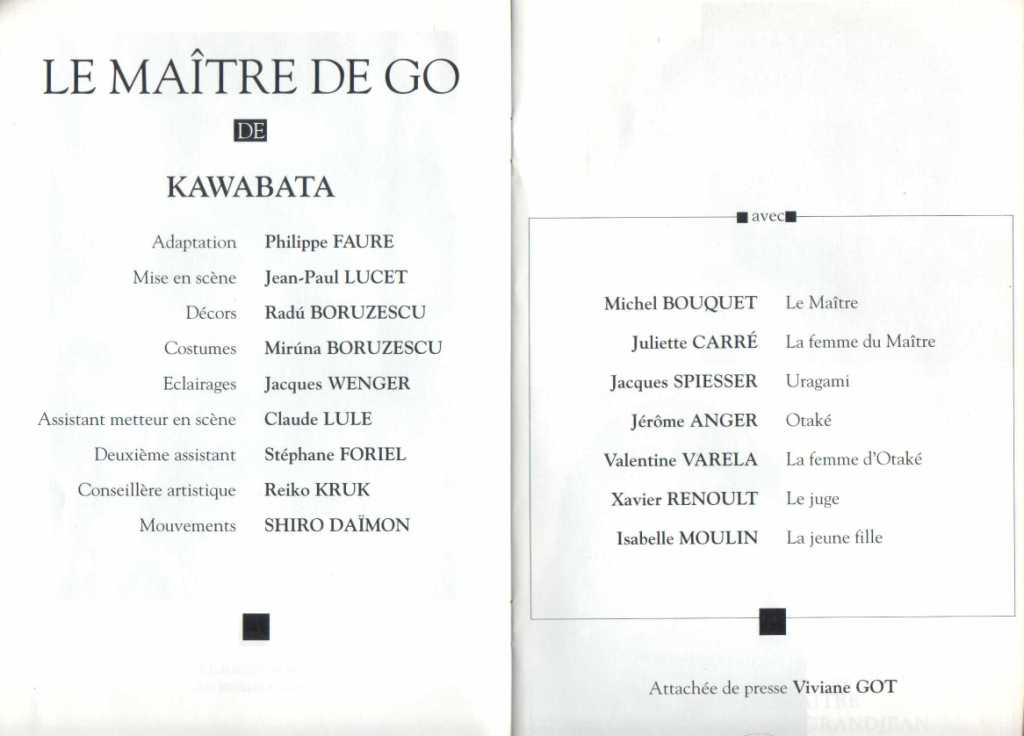 LE MAÎTRE DE GO
DE
KAWABATA
Adaptation Philippe FAURE
Mise en scène Jean-Paul LUCET
Décors Radú BORUZESCU
Costumes Mirúna BORUZESCU
Eclairages Jacques WENGER
Assistant metteur en scène Claude LULE
Deuxième assistant Stéphane FORIEL
Conseillère artistique Reiko KRUK
Mouvements SHIRO DAÏMON
avec
Michel BOUQUET Le Maître
Juliette CARRÉ La femme du Maître
Jacques SPIESSER Uragami
Jérôme ANGER Otaké
Valentine VARELA La femme d'Otaké
Xavier RENOULT Le juge
Isabelle MOULIN La jeune fille
Attachée de presse Viviane GOT